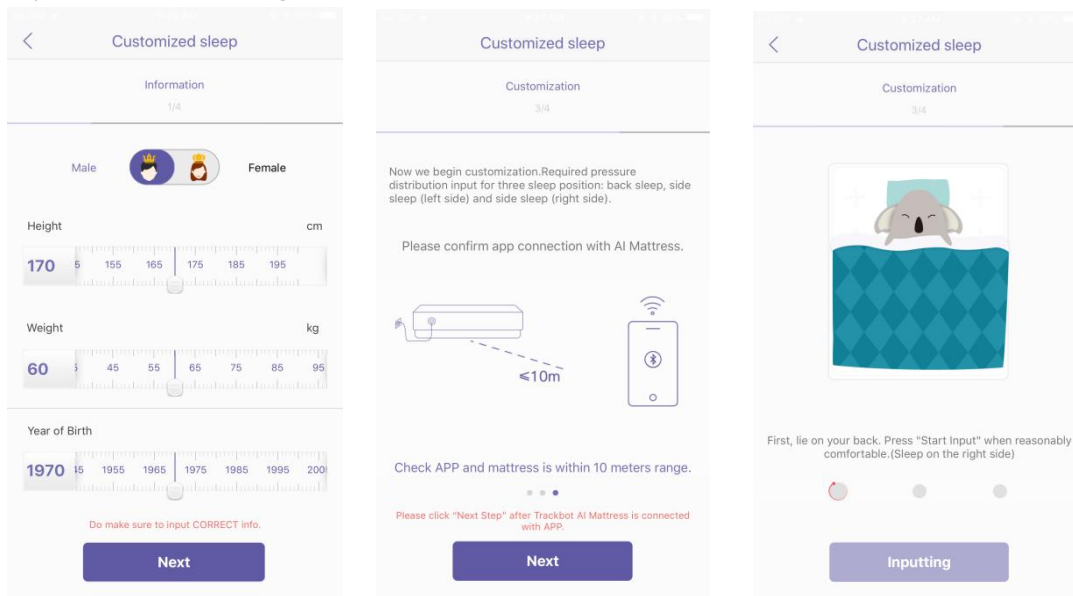 Customized sleep
Information
1/4
Male
Female
Height
cm
170
155 165 175 185 195
Weight
kg
60
45 55 65 75 85 95
Year of Birth
1970
1955 1965 1975 1985 1995
Do make sure to input CORRECT info.
Next
Customized sleep
Customization
3/4
Now we begin customization.Required pressure
distribution input for three sleep position: back sleep, side
sleep (left side) and side sleep (right side).
Please confirm app connection with AI Mattress.
≤10m
Check APP and mattress is within 10 meters range.
Please click "Next Step" after Trackbot AI Mattress is connected
with APP.
Next
Customized sleep
Customization
3/4
First, lie on your back. Press "Start Input" when reasonably
comfortable.(Sleep on the right side)
Inputting